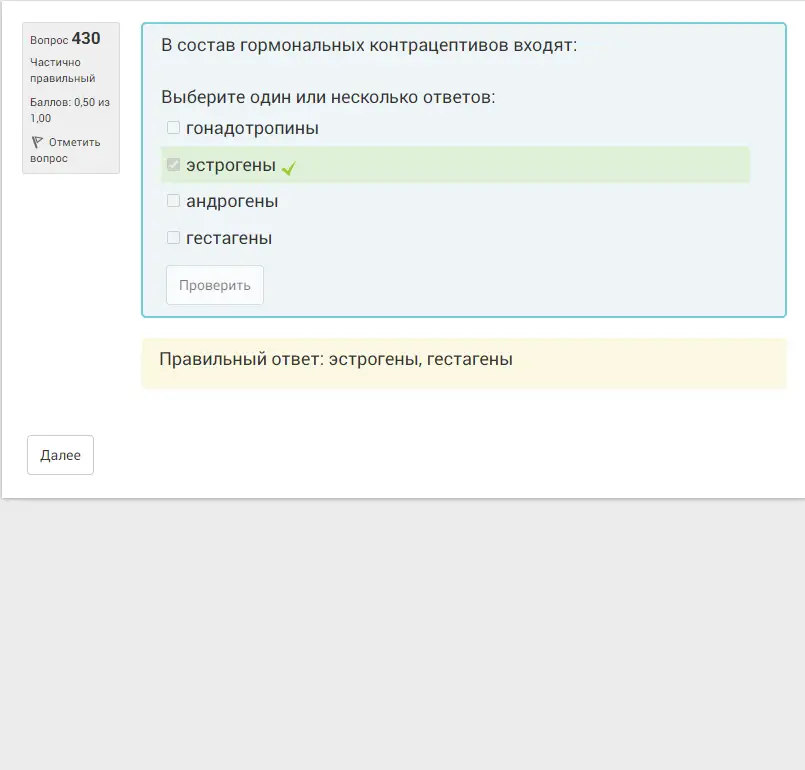 Вопрос 430
Частично
правильный
Баллов: 0,50 из
1,00
Отметить
вопрос
В состав гормональных контрацептивов входят:
Выберите один или несколько ответов:
гонадотропины
эстрогены
андрогены
гестагены
Проверить
Правильный ответ: эстрогены, гестагены
Далее